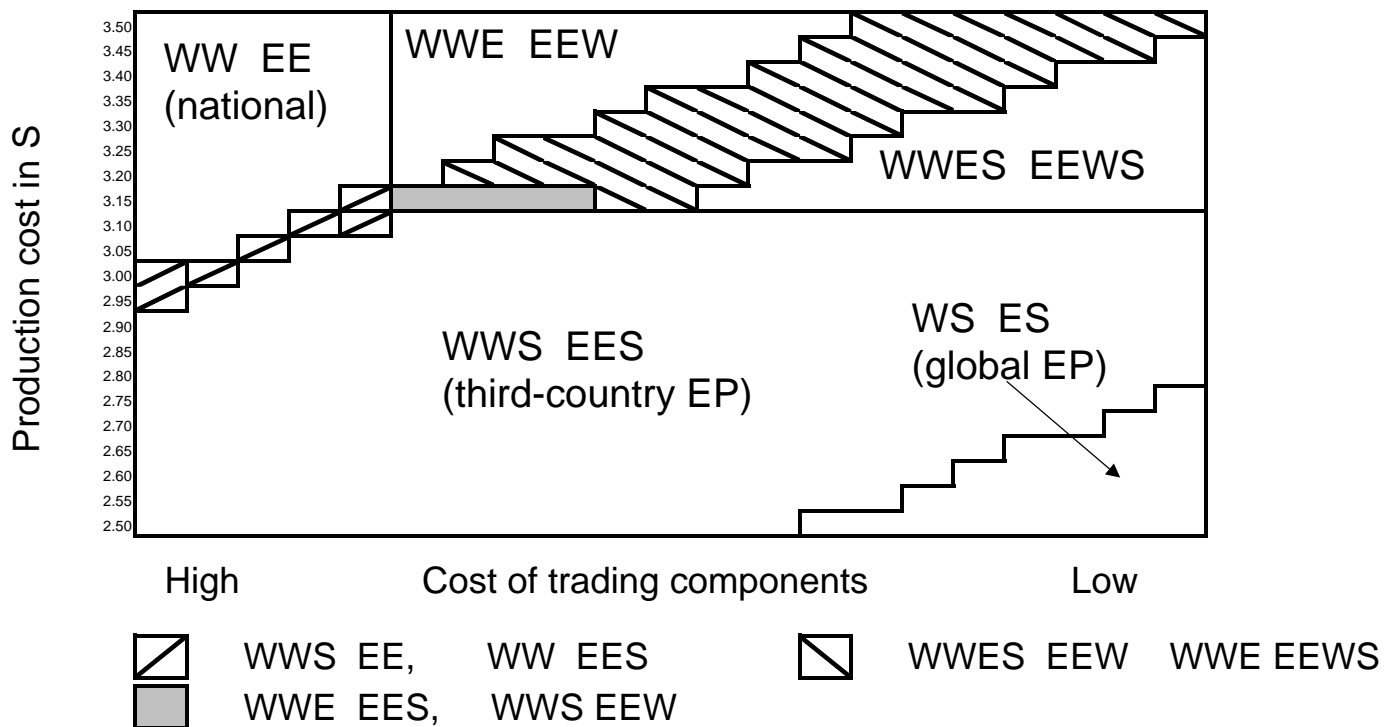 Production cost in S
3.50
3.45
3.40
3.35
3.30
3.25
3.20
3.15
3.10
3.05
3.00
2.95
2.90
2.85
2.80
2.75
2.70
2.65
2.60
2.55
2.50
WW EE
(national)
WWE EEW
WWES EEWS
WWS EES
(third-country EP)
WS ES
(global EP)
High Cost of trading components Low
WWS EE, WW EES WWES EEW WWE EEWS
WWE EES, WWS EEW